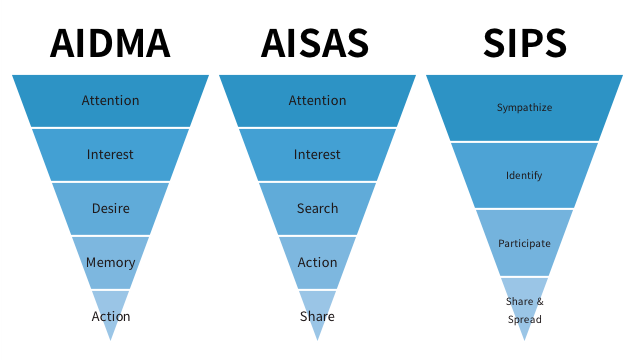 AIDMA
Attention
Interest
Desire
Memory
Action
AISAS
Attention
Interest
Search
Action
Share
SIPS
Sympathize
Identify
Participate
Share &
Spread